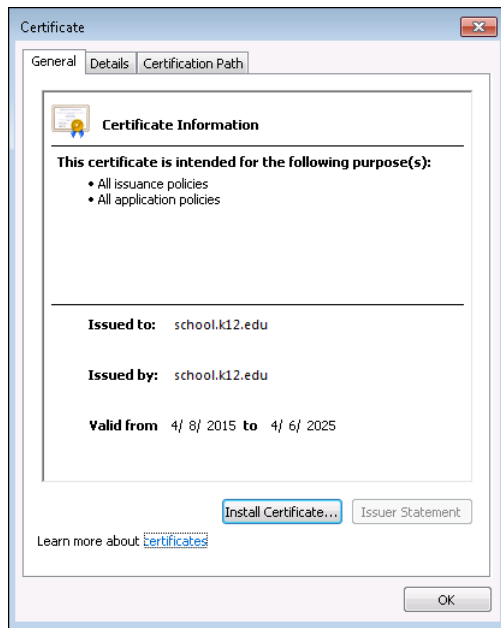 Certificate
General Details Certification Path
Certificate Information
This certificate is intended for the following purpose(s):
• All issuance policies
• All application policies
Issued to: school.k12.edu
Issued by: school.k12.edu
Valid from 4/ 8/ 2015 to 4/ 6/ 2025
Install Certificate... Issuer Statement
Learn more about certificates
OK